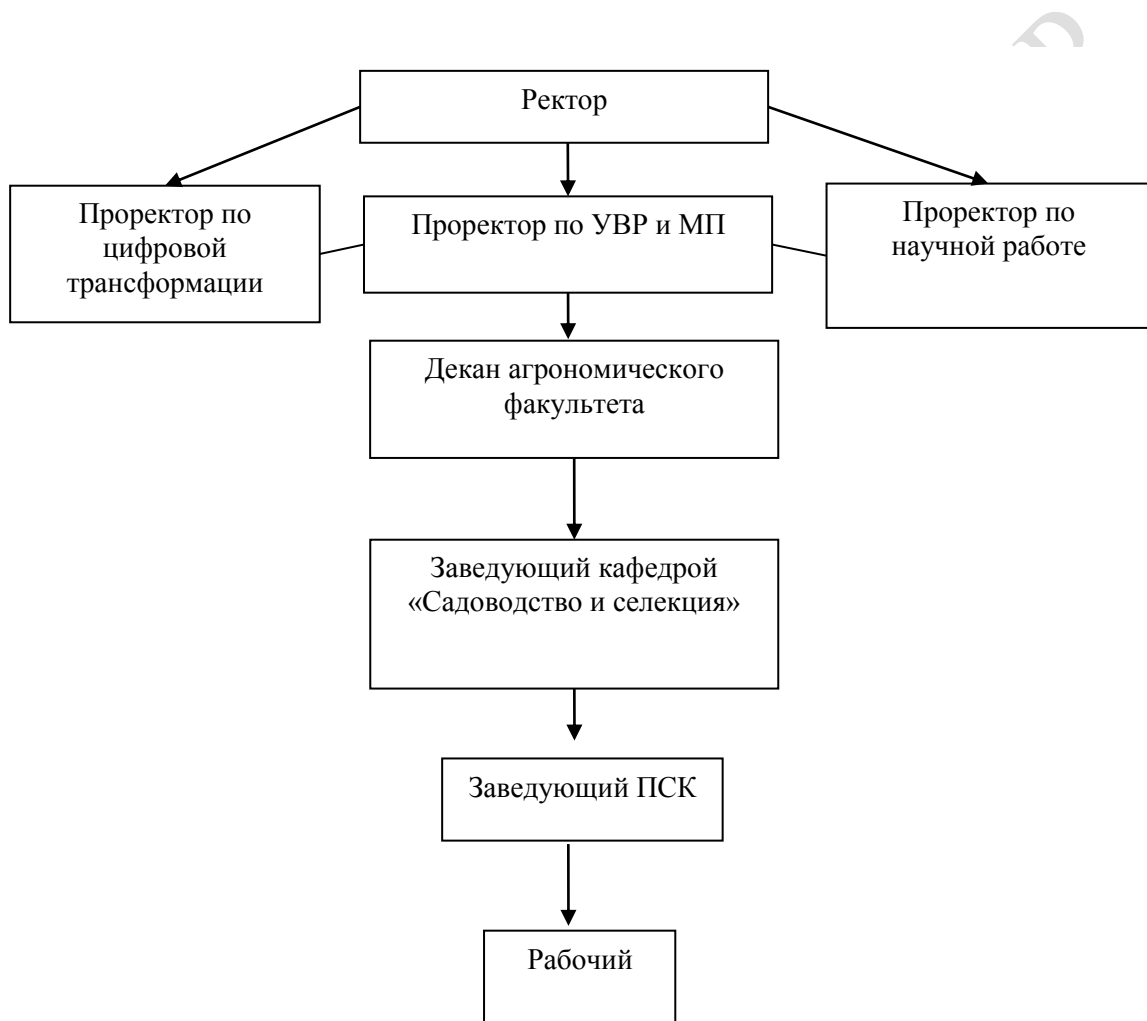 Ректор
Проректор по
цифровой
трансформации
Проректор по УВР и МП
Проректор по
научной работе
Декан агрономического
факультета
Заведующий кафедрой
«Садоводство и селекция»
Заведующий ПСК
Рабочий